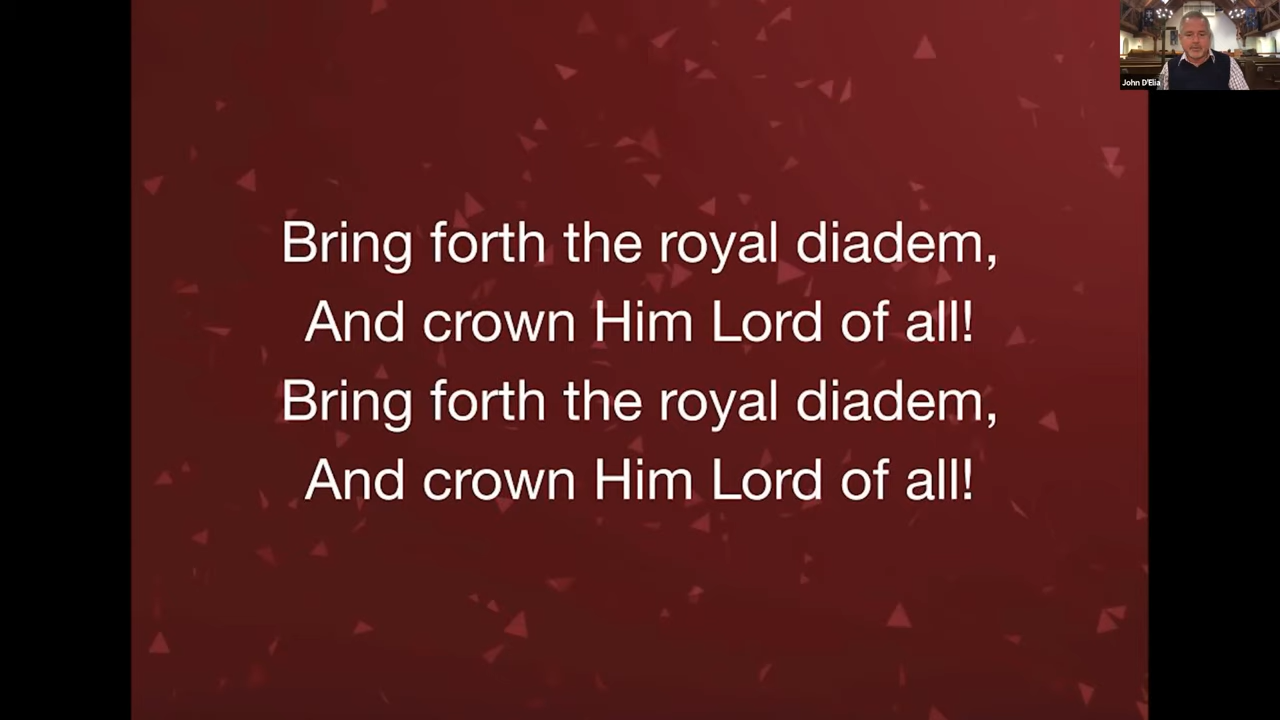 John D'Elia
Bring forth the royal diadem,
And crown Him Lord of all!
Bring forth the royal diadem,
And crown Him Lord of all!